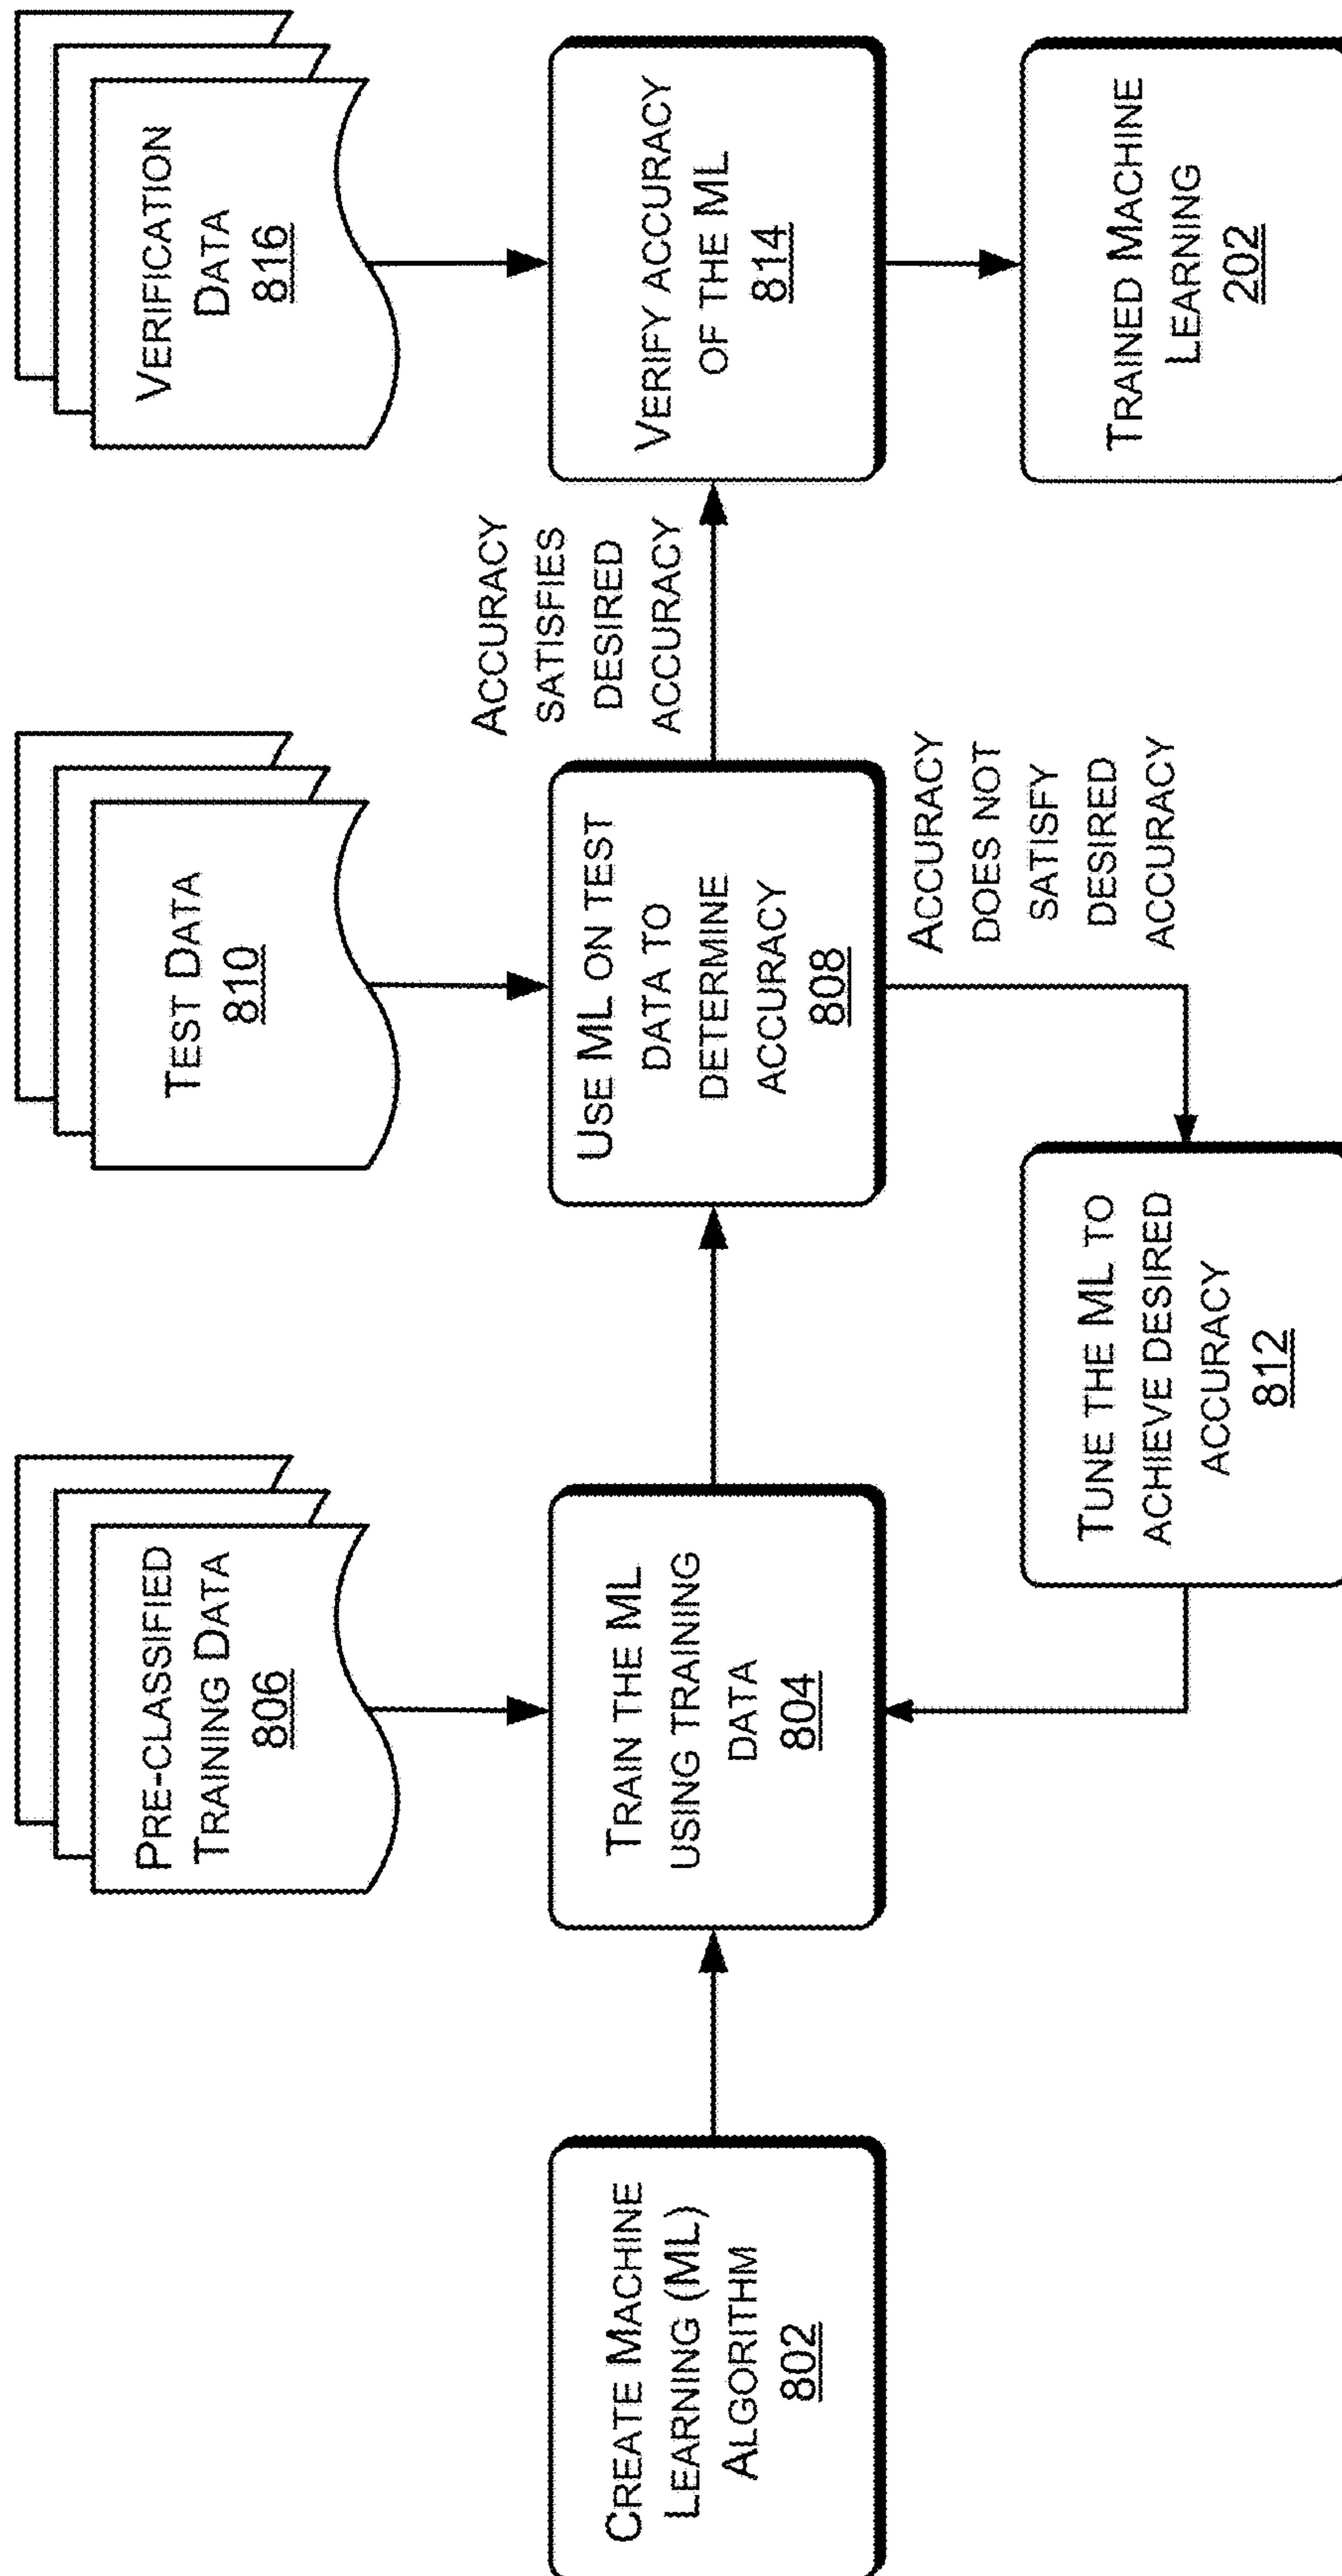 PRE-CLASSIFIED
TRAINING DATA
806
TEST DATA
810
VERIFICATION
DATA
816
CREATE MACHINE
LEARNING (ML)
ALGORITHM
802
TRAIN THE ML
USING TRAINING
DATA
804
USE ML ON TEST
DATA TO
DETERMINE
ACCURACY
808
ACCURACY
SATISFIES
DESIRED
ACCURACY
VERIFY ACCURACY
OF THE ML
814
ACCURACY
DOES NOT
SATISFY
DESIRED
ACCURACY
TUNE THE ML TO
ACHIEVE DESIRED
ACCURACY
812
TRAINED MACHINE
LEARNING
202